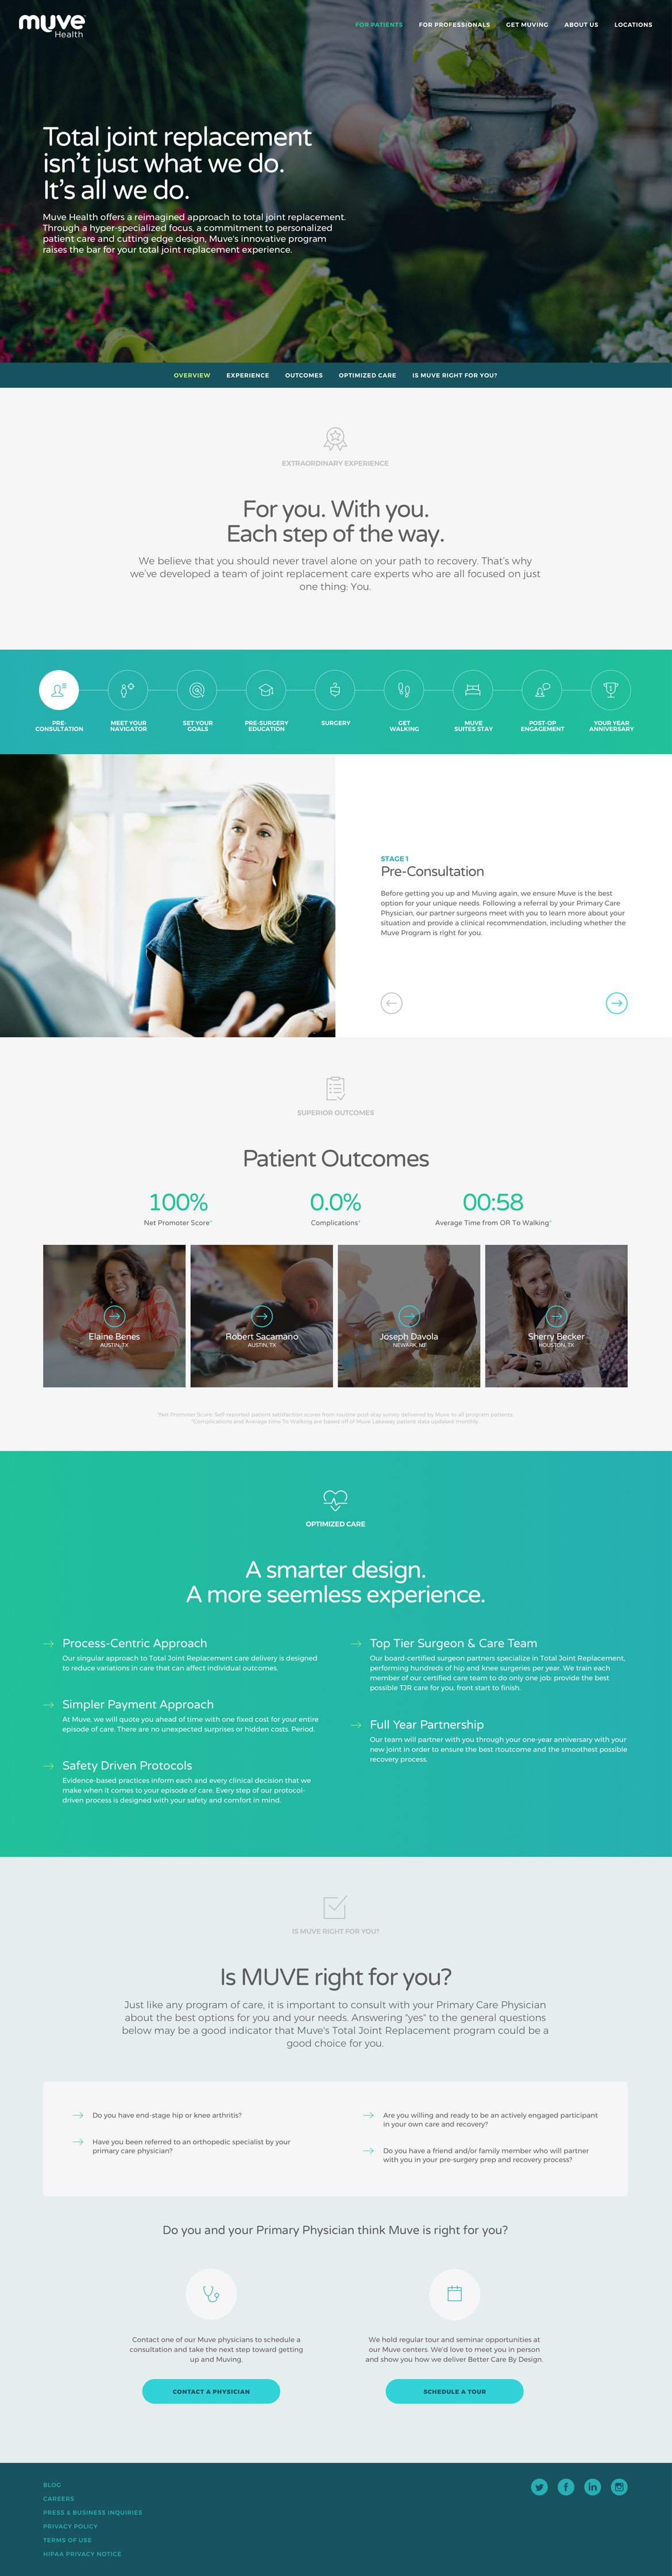 muve
Health
FOR PATIENTS
FOR PROFESSIONALS
GET MUVING
ABOUT US
LOCATIONS
Total joint replacement
isn't just what we do.
It's all we do.
Muve Health offers a reimagined approach to total joint replacement.
Through a hyper-specialized focus, a commitment to personalized
patient care and cutting edge design, Muve's innovative program
raises the bar for your total joint replacement experience.
OVERVIEW
EXPERIENCE
OUTCOMES
OPTIMIZED CARE
IS MUVE RIGHT FOR YOU?
EXTRAORDINARY EXPERIENCE
For you. With you.
Each step of the way.
We believe that you should never travel alone on your path to recovery. That's why
we've developed a team of joint replacement care experts who are all focused on just
one thing: You.
PRE-
CONSULTATION
MEET YOUR
NAVIGATOR
SET YOUR
GOALS
PRE-SURGERY
EDUCATION
SURGERY
GET
WALKING
MUVE
SUITES STAY
POST-OP
ENGAGEMENT
YOUR YEAR
ANNIVERSARY
STAGE 1
Pre-Consultation
Before getting you up and Muving again, we ensure Muve is the best
option for your unique needs. Following a referral by your Primary Care
Physician, our partner surgeons meet with you to learn more about your
situation and provide a clinical recommendation, including whether the
Muve Program is right for you.
SUPERIOR OUTCOMES
Patient Outcomes
100%
Net Promoter Score*
0.0%
Complications*
00:58
Average Time from OR To Walking*
Elaine Benes
AUSTIN, TX
Robert Sacamano
AUSTIN, TX
Joseph Davola
NEWARK, NE
Sherry Becker
HOUSTON, TX
*Net Promoter Score: Self-reported patient satisfaction scores from routine post-stay survey delivered by Muve to all program patients.
*Complications and Average time To Walking are based off of Muve Lakeway patient data updated monthly.
OPTIMIZED CARE
A smarter design.
A more seemless experience.
Process-Centric Approach
Our singular approach to Total Joint Replacement care delivery is designed
to reduce variations in care that can affect individual outcomes.
Simpler Payment Approach
At Muve, we will quote you ahead of time with one fixed cost for your entire
episode of care. There are no unexpected surprises or hidden costs. Period.
Safety Driven Protocols
Evidence-based practices inform each and every clinical decision that we
make when it comes to your episode of care. Every step of our protocol-
driven process is designed with your safety and comfort in mind.
Top Tier Surgeon & Care Team
Our board-certified surgeon partners specialize in Total Joint Replacement,
performing hundreds of hip and knee surgeries per year. We train each
member of our certified care team to do only one job: provide the best
possible TJR care for you, front start to finish.
Full Year Partnership
Our team will partner with you through your one-year anniversary with your
new joint in order to ensure the best rtoutcome and the smoothest possible
recovery process.
IS MUVE RIGHT FOR YOU?
Is MUVE right for you?
Just like any program of care, it is important to consult with your Primary Care Physician
about the best options for you and your needs. Answering "yes" to the general questions
below may be a good indicator that Muve's Total Joint Replacement program could be a
good choice for you.
Do you have end-stage hip or knee arthritis?
Have you been referred to an orthopedic specialist by your
primary care physician?
Are you willing and ready to be an actively engaged participant
in your own care and recovery?
Do you have a friend and/or family member who will partner
with you in your pre-surgery prep and recovery process?
Do you and your Primary Physician think Muve is right for you?
Contact one of our Muve physicians to schedule a
consultation and take the next step toward getting
up and Muving.
CONTACT A PHYSICIAN
We hold regular tour and seminar opportunities at
our Muve centers. We'd love to meet you in person
and show you how we deliver Better Care By Design.
SCHEDULE A TOUR
BLOG
CAREERS
PRESS & BUSINESS INQUIRIES
PRIVACY POLICY
TERMS OF USE
HIPAA PRIVACY NOTICE